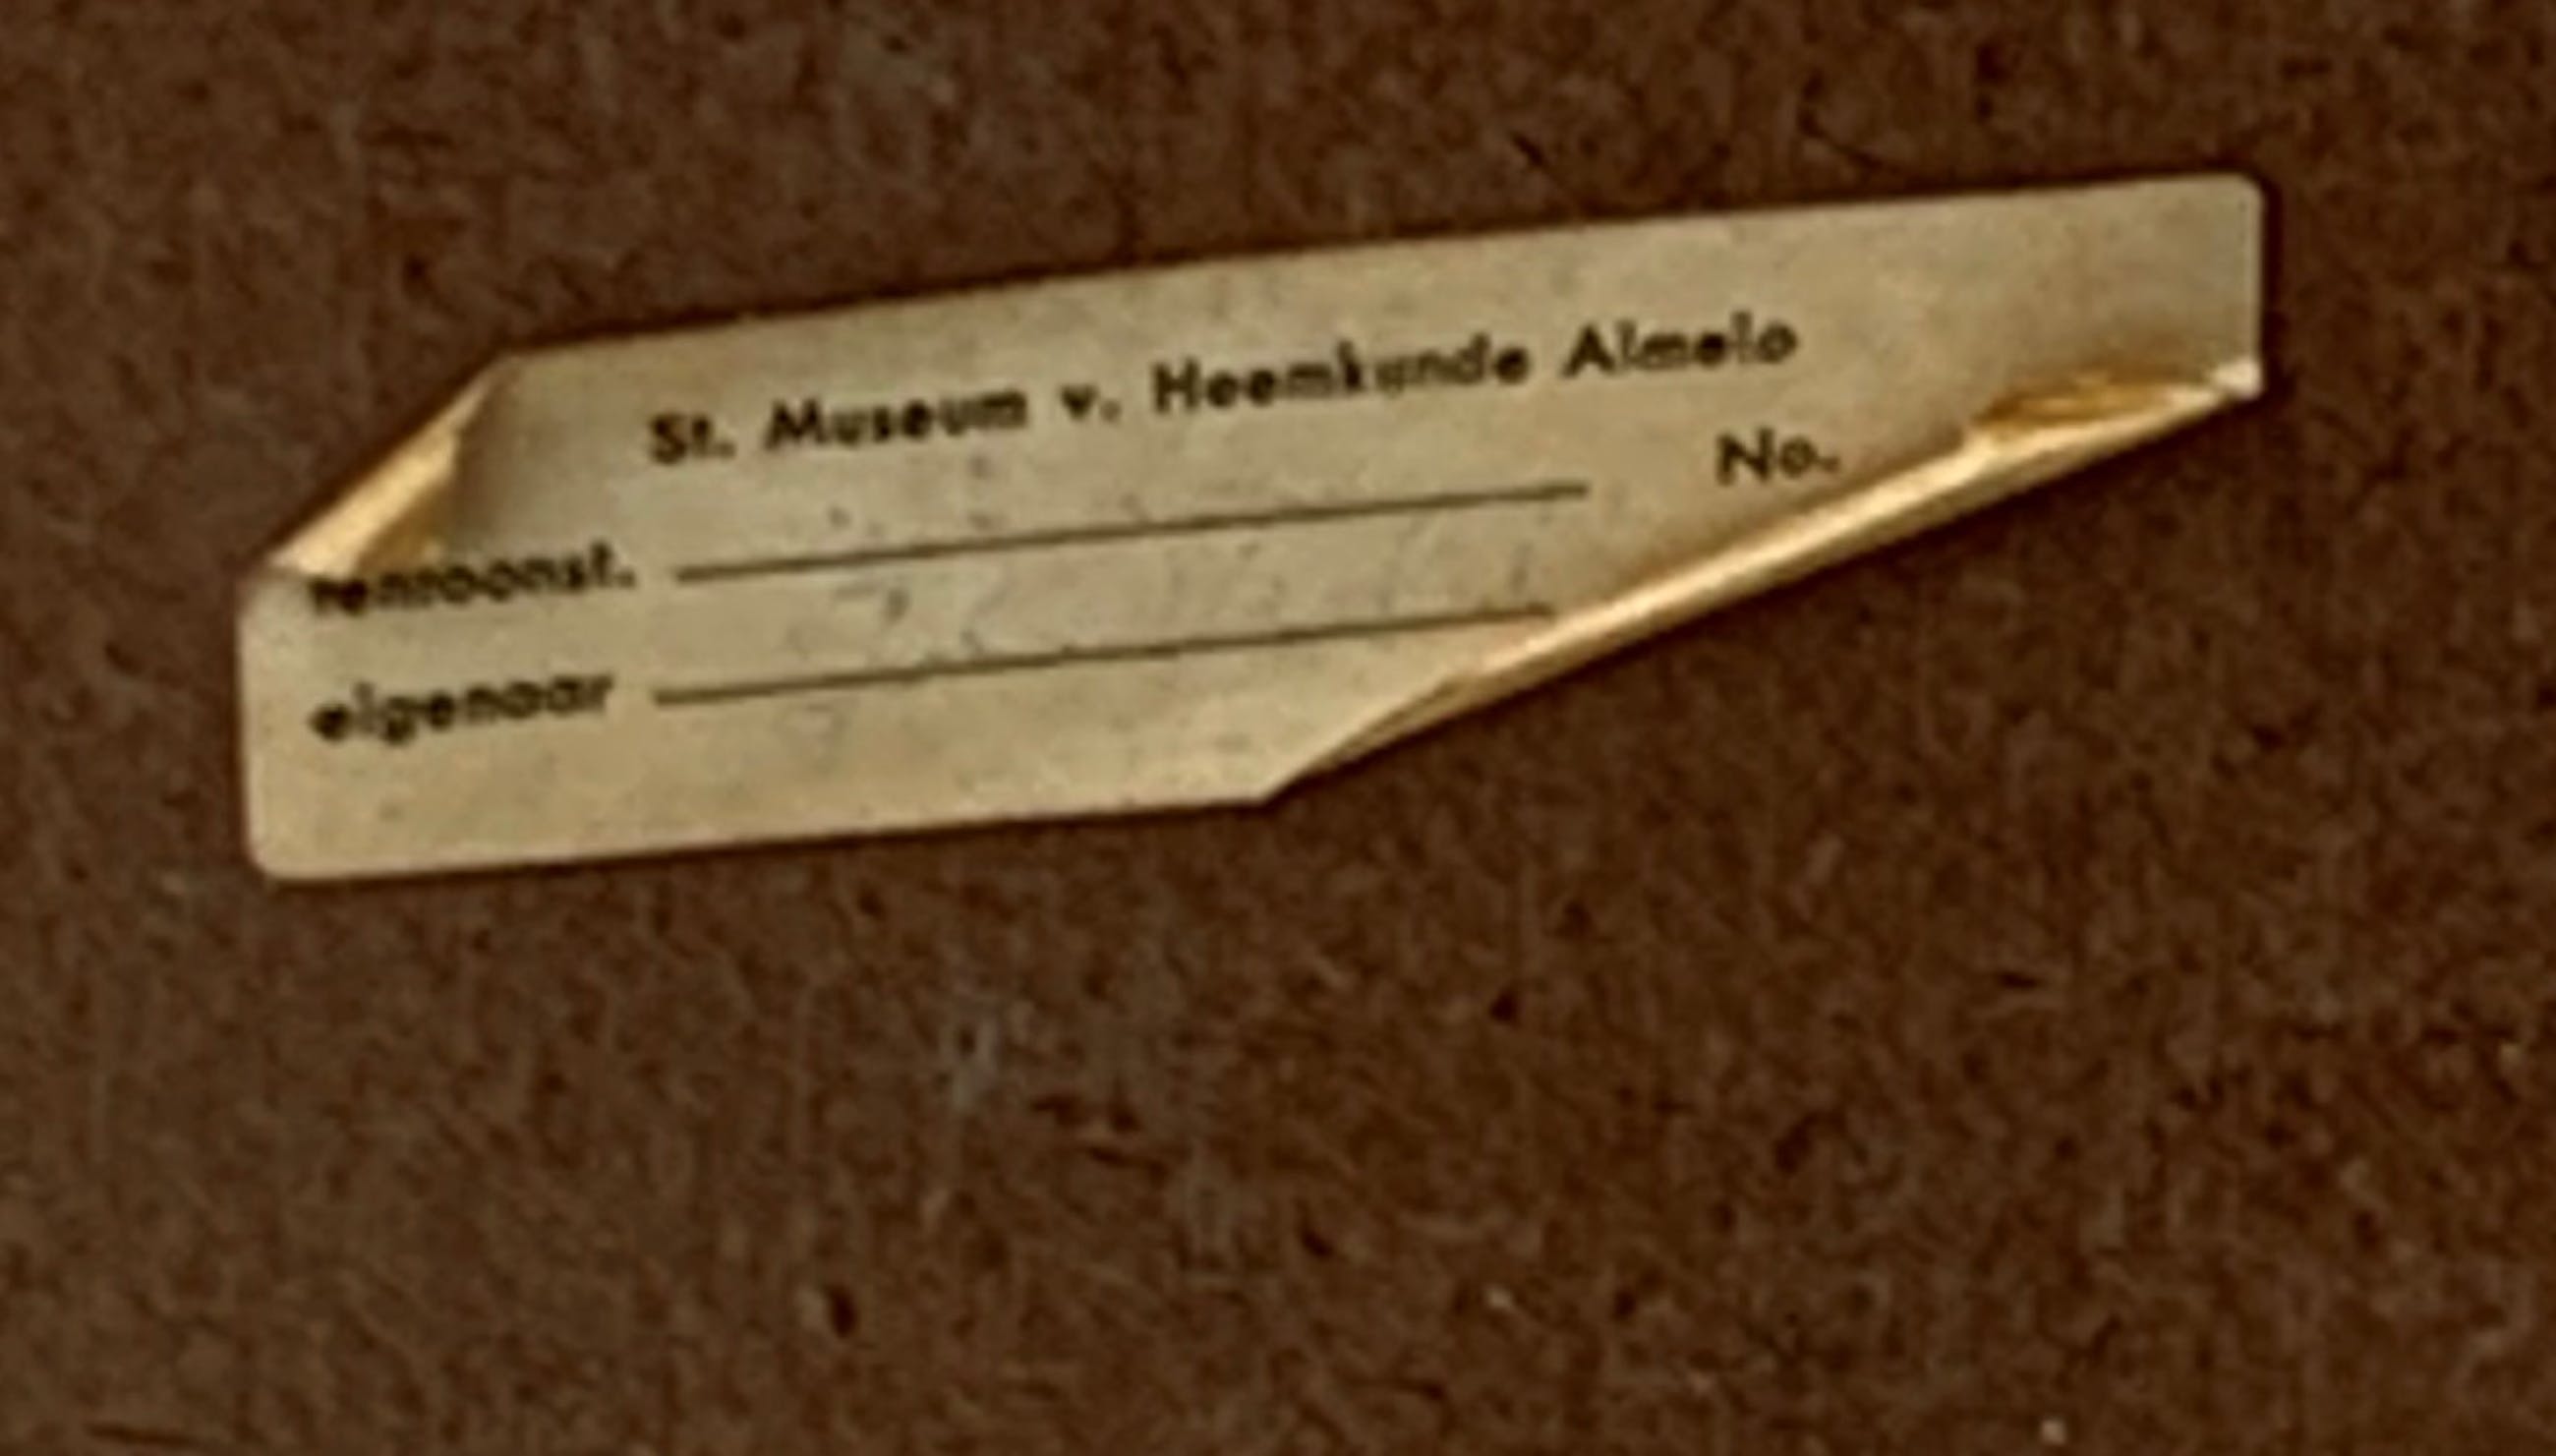 St. Museum v. Heemkunde Almelo
No.
tentoonst.
eigenaar